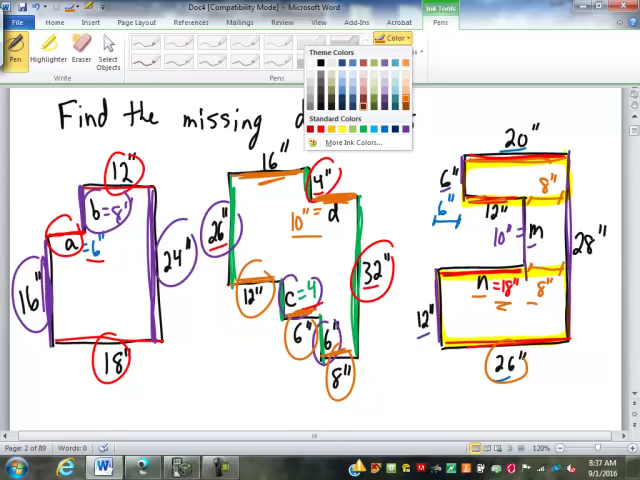 Doc4 [Compatibility Mode] - Microsoft Word
Ink Tools
File
Home
Insert
Page Layout
References
Mailings
Review
View
Add-Ins
Acrobat
Pens
Pen
Highlighter
Eraser
Select
Objects
Write
Pens
Color
Theme Colors
Standard Colors
More Ink Colors...
Find the missing
12"
b=8"
a
=6"
16"
24"
18"
16"
4"
10" = d
26"
32"
12"
c=4
6"
6"
8"
20"
6"
8"
6"
12"
10" = m
28"
n =18"
8"
12"
26"
Page: 2 of 89
Words: 0
120%
8:37 AM
9/1/2016